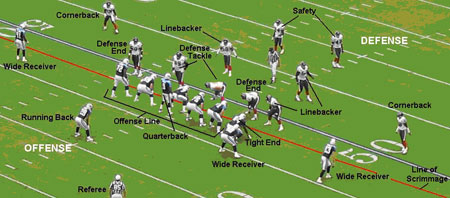 Cornerback
Linebacker
Safety
DEFENSE
Defense
End
Defense
Tackle
Wide Receiver
Defense
End
Linebacker
Cornerback
Running Back
Offense Line
Quarterback
Tight End
OFFENSE
Wide Receiver
Wide Receiver
Line of
Scrimmage
Referee